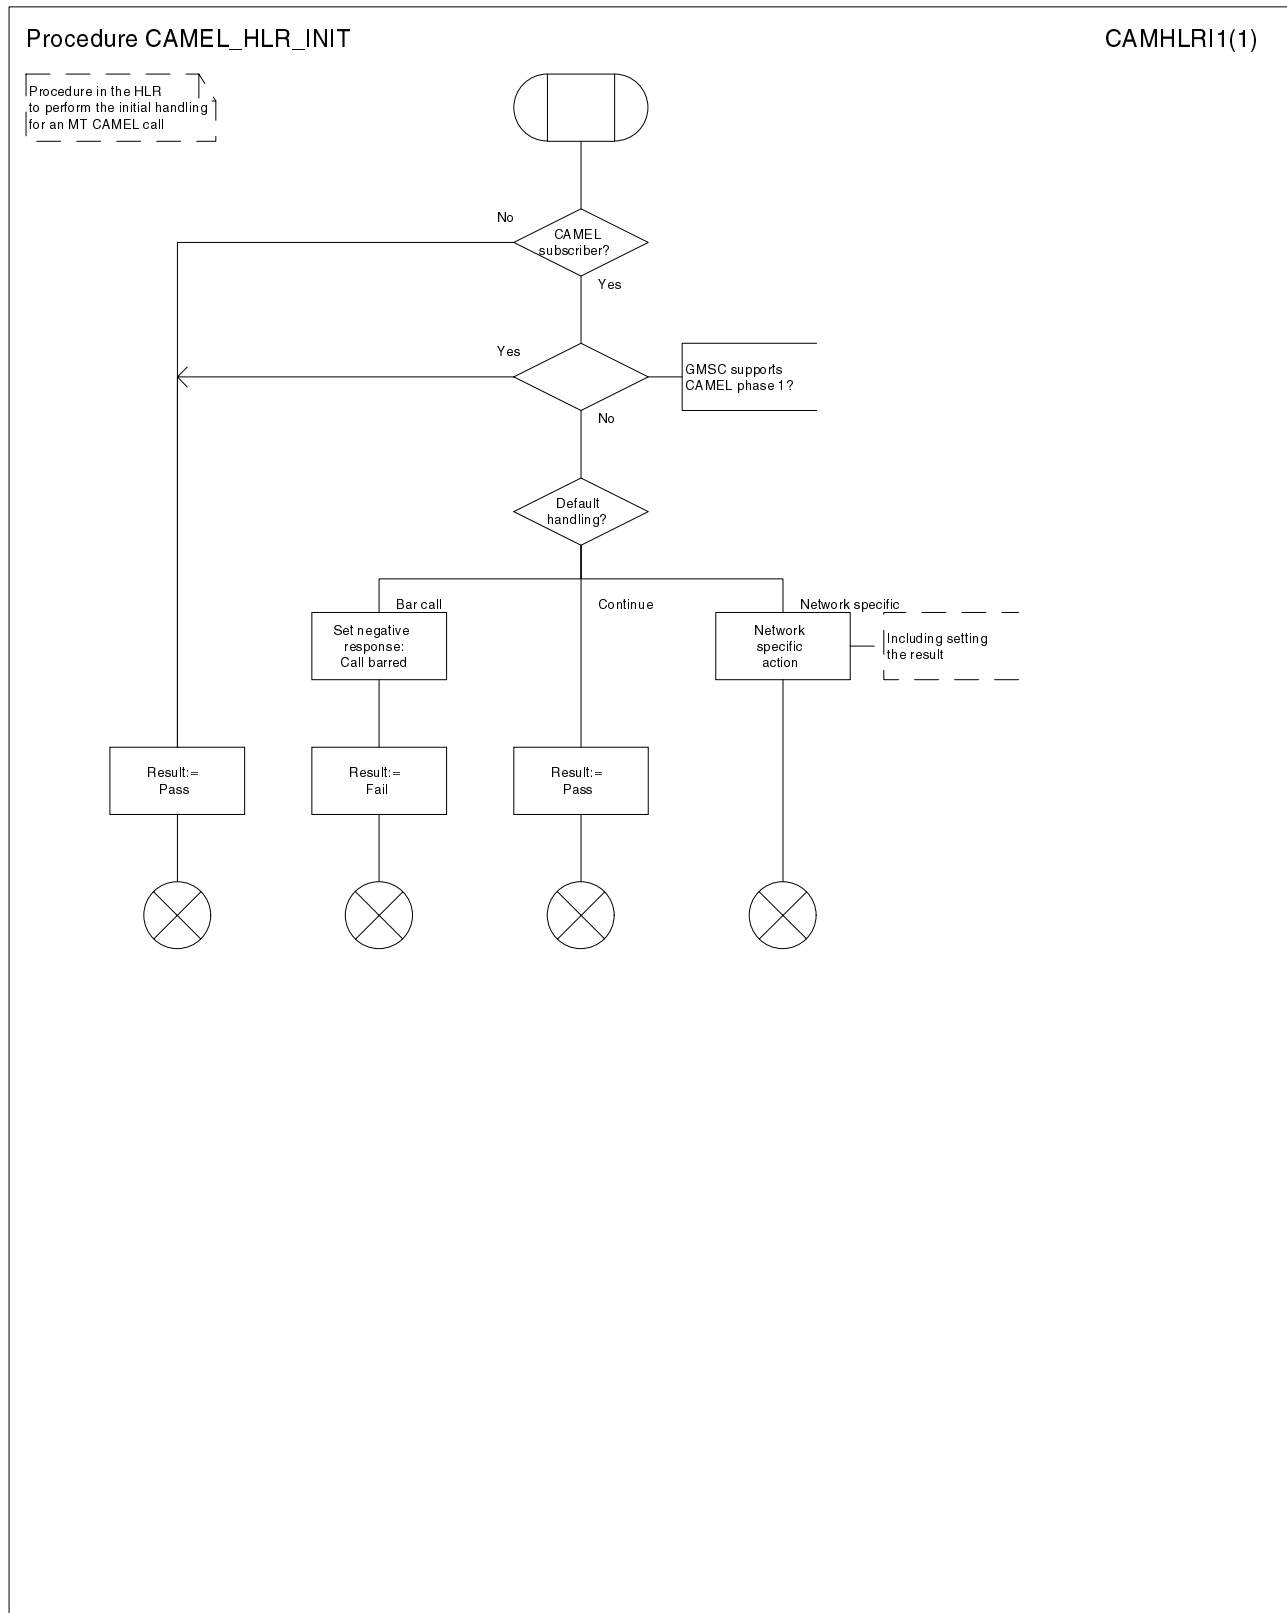 Procedure CAMEL_HLR_INIT
CAMHLRI1(1)
Procedure in the HLR
to perform the initial handling
for an MT CAMEL call
No
CAMEL
subscriber?
Yes
Yes
GMSC supports
CAMEL phase 1?
No
Default
handling?
Bar call
Continue
Network specific
Set negative
response:
Call barred
Network
specific
action
Including setting
the result
Result:=
Pass
Result:=
Fail
Result:=
Pass